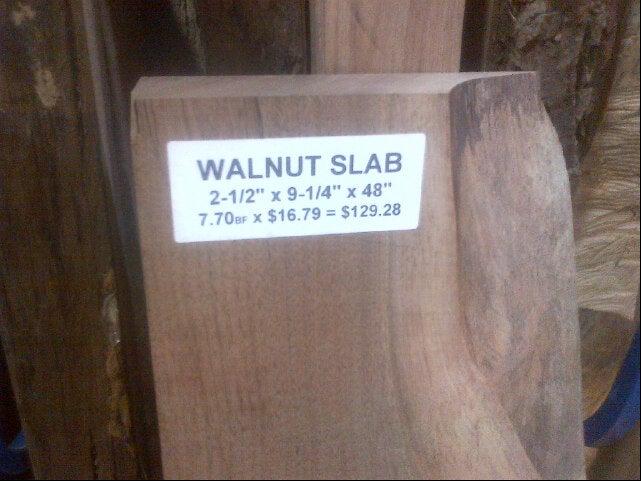 WALNUT SLAB
2-1/2" x 9-1/4" x 48"
7.70BF x $16.79 = $129.28